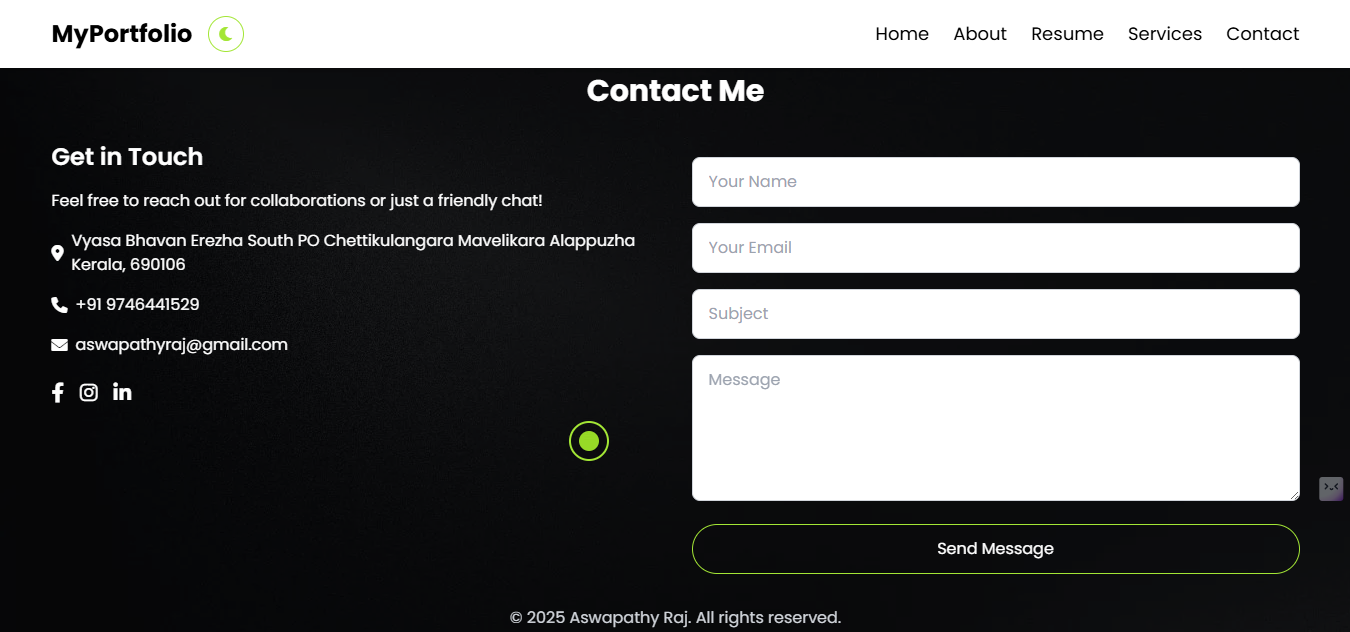 MyPortfolio
Home About Resume Services Contact
Contact Me
Get in Touch
Feel free to reach out for collaborations or just a friendly chat!
Vyasa Bhavan Erezha South PO Chettikulangara Mavelikara Alappuzha
Kerala, 690106
+91 9746441529
aswapathyraj@gmail.com
Your Name
Your Email
Subject
Message
Send Message
© 2025 Aswapathy Raj. All rights reserved.